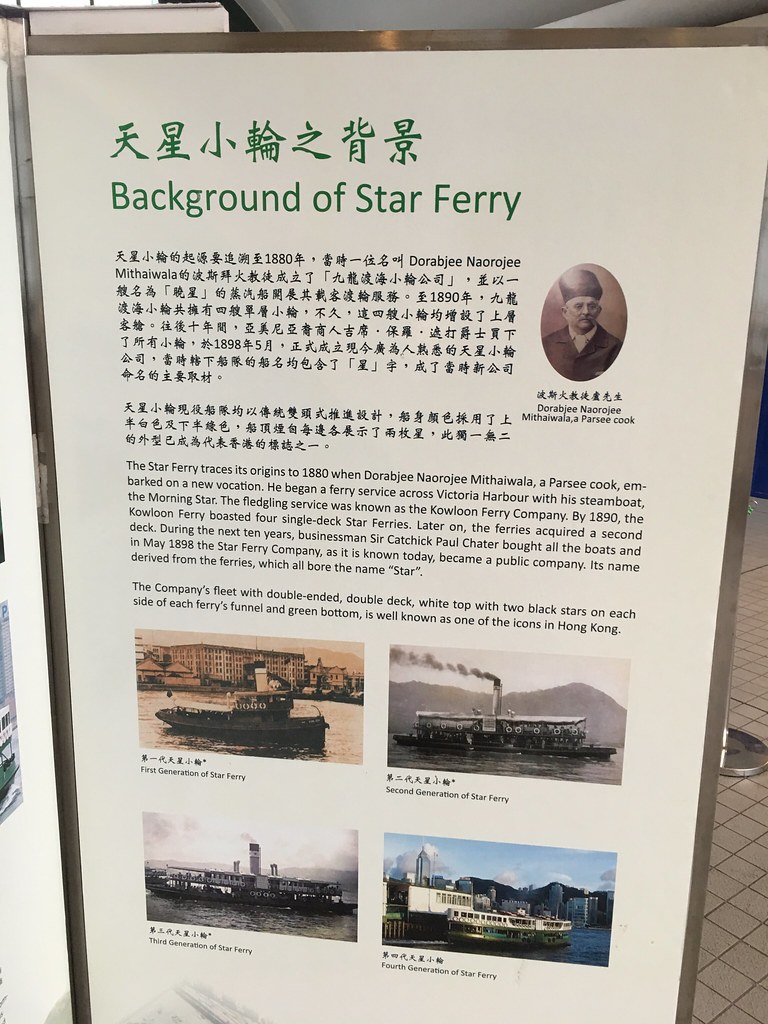 天星小輪之背景
Background of Star Ferry
天星小輪的起源要追溯至1880年，當時一位名叫 Dorabjee Naorojee
Mithaiwala的波斯拜火教徒成立了「九龍渡海小輪公司」，並以一
艘名為「曉星」的蒸汽船開展其載客渡輪服務。至1890年，九龍
渡海小輪共擁有四艘單層小輪，不久，這四艘小輪均增設了上層
客艙。往後十年間，亞美尼亞裔商人吉席·保羅·遮打爵士買下
了所有小輪，於1898年5月，正式成立現今廣為人熟悉的天星小輪
公司，當時轄下船隊的船名均包含了「星」字，成了當時新公司
命名的主要取材。
波斯火教徒盧先生
Dorabjee Naorojee
Mithaiwala,a Parsee cook
天星小輪現役船隊均以傳統雙頭式推進設計，船身顏色採用了上
半白色及下半綠色，船頂煙囪每邊各展示了兩枚星，此獨一無二
的外型已成為代表香港的標誌之一。
The Star Ferry traces its origins to 1880 when Dorabjee Naorojee Mithaiwala, a Parsee cook, em-
barked on a new vocation. He began a ferry service across Victoria Harbour with his steamboat,
the Morning Star. The fledgling service was known as the Kowloon Ferry Company. By 1890, the
Kowloon Ferry boasted four single-deck Star Ferries. Later on, the ferries acquired a second
deck. During the next ten years, businessman Sir Catchick Paul Chater bought all the boats and
in May 1898 the Star Ferry Company, as it is known today, became a public company. Its name
derived from the ferries, which all bore the name “Star”.
The Company’s fleet with double-ended, double deck, white top with two black stars on each
side of each ferry’s funnel and green bottom, is well known as one of the icons in Hong Kong.
第一代天星小輪*
First Generation of Star Ferry
第二代天星小輪*
Second Generation of Star Ferry
第三代天星小輪*
Third Generation of Star Ferry
第四代天星小輪
Fourth Generation of Star Ferry